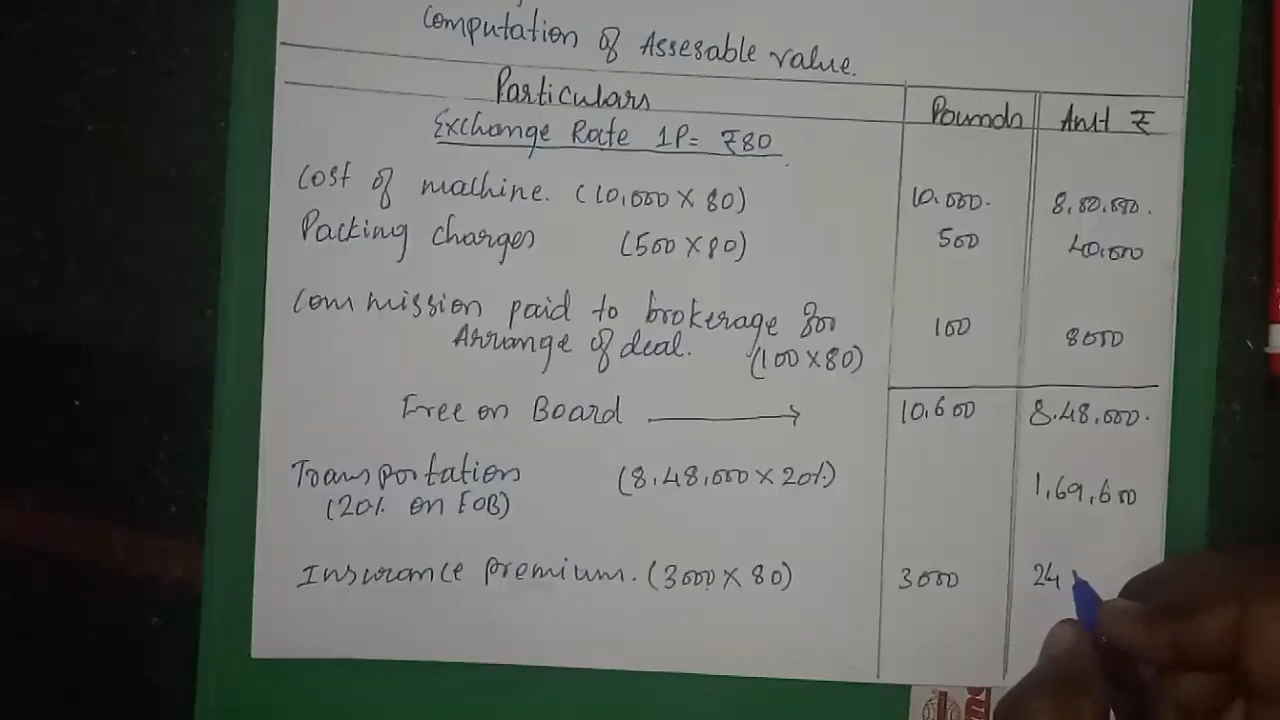 Computation of Assesable value.
Particulars Pounds Amt ₹
Exchange Rate 1P= ₹80
Cost of machine. (10,000 X 80) 10,000. 8,00,000.
Packing charges (500 X 80) 500 40,000
Commission paid to brokerage for
Arrange of deal. (100 X 80) 100 8000
Free on Board → 10,600 8,48,000.
Transportation (8,48,000 X 20%) 1,69,600
(20% on FOB)
Insurance premium. (3000 X 80) 3000 24